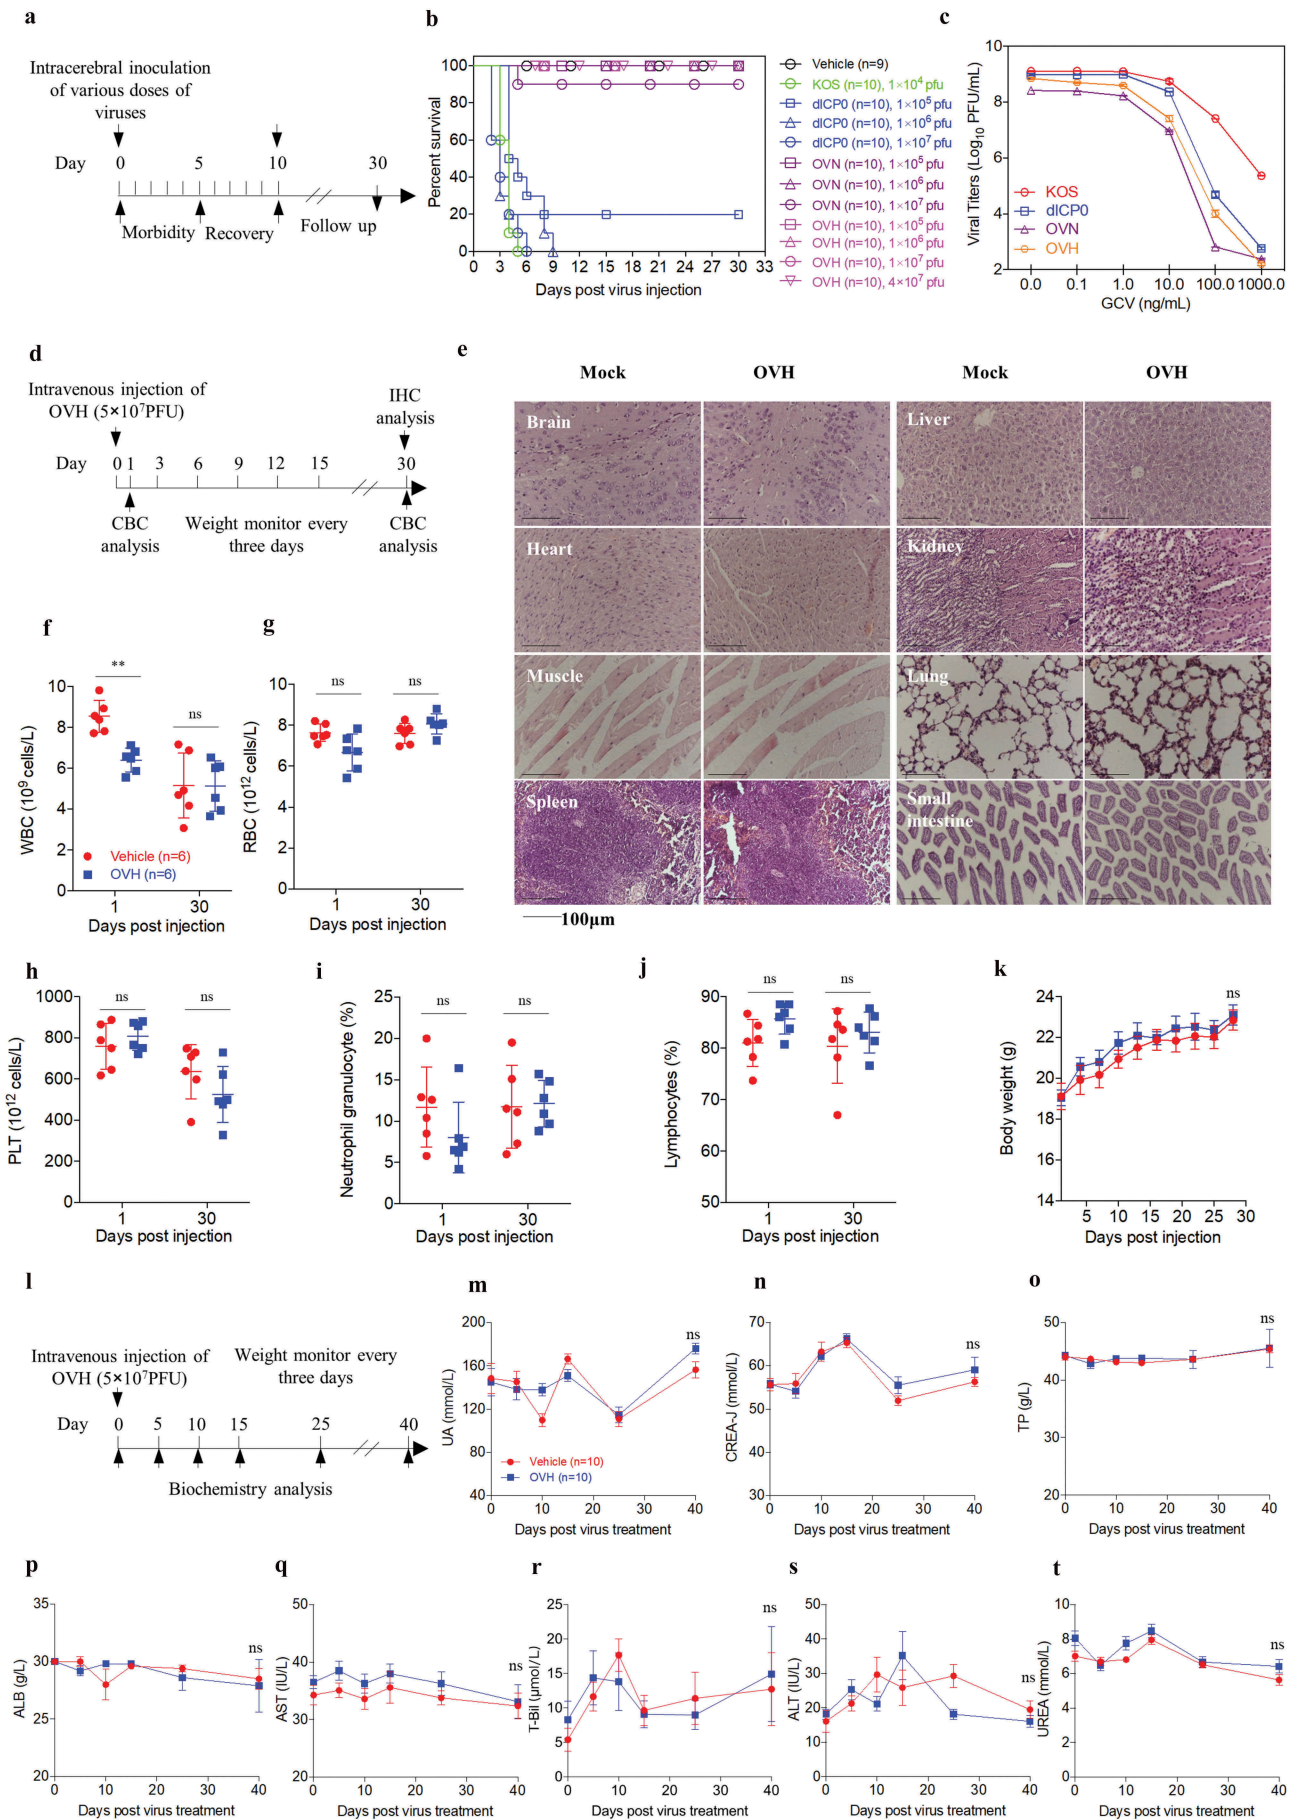 a
Intracerebral inoculation
of various doses of
viruses
Day 0 5 10 30
Morbidity Recovery Follow up
b
Percent survival
100
80
60
40
20
0
0 3 6 9 12 15 18 21 24 27 30 33
Days post virus injection
Vehicle (n=9)
KOS (n=10), 1×10⁴ pfu
dICP0 (n=10), 1×10⁵ pfu
dICP0 (n=10), 1×10⁶ pfu
dICP0 (n=10), 1×10⁷ pfu
OVN (n=10), 1×10⁵ pfu
OVN (n=10), 1×10⁶ pfu
OVN (n=10), 1×10⁷ pfu
OVH (n=10), 1×10⁵ pfu
OVH (n=10), 1×10⁶ pfu
OVH (n=10), 1×10⁷ pfu
OVH (n=10), 4×10⁷ pfu
c
Viral Titers (Log₁₀ PFU/mL)
10
8
6
4
2
KOS
dICP0
OVN
OVH
0.0 0.1 1.0 10.0 100.0 1000.0
GCV (ng/mL)
d
Intravenous injection of
OVH (5×10⁷PFU)
IHC
analysis
Day 0 1 3 6 9 12 15 30
CBC
analysis
Weight monitor every
three days
CBC
analysis
e
Mock OVH Mock OVH
Brain Liver
Heart Kidney
Muscle Lung
Spleen Small
intestine
100μm
f
WBC (10⁹ cells/L)
10
8
6
4
2
0
**
ns
Vehicle (n=6)
OVH (n=6)
1 30
Days post injection
g
RBC (10¹² cells/L)
10
8
6
4
2
0
ns ns
1 30
Days post injection
h
PLT (10¹² cells/L)
1000
800
600
400
200
0
ns ns
1 30
Days post injection
i
Neutrophil granulocyte (%)
25
20
15
10
5
0
ns ns
1 30
Days post injection
j
Lymphocytes (%)
90
80
70
60
50
ns ns
1 30
Days post injection
k
Body weight (g)
24
22
20
18
16
14
ns
5 10 15 20 25 30
Days post injection
l
Intravenous injection of
OVH (5×10⁷PFU)
Weight monitor every
three days
Day 0 5 10 15 25 40
Biochemistry analysis
m
UA (mmol/L)
200
160
120
80
40
ns
Vehicle (n=10)
OVH (n=10)
0 10 20 30 40
Days post virus treatment
n
CREA-J (mmol/L)
70
60
50
40
30
ns
0 10 20 30 40
Days post virus treatment
o
TP (g/L)
50
40
30
20
ns
0 10 20 30 40
Days post virus treatment
p
ALB (g/L)
35
30
25
20
ns
0 10 20 30 40
Days post virus treatment
q
AST (IU/L)
50
40
30
20
ns
0 10 20 30 40
Days post virus treatment
r
T-Bil (μmol/L)
25
20
15
10
5
0
ns
0 10 20 30 40
Days post virus treatment
s
ALT (IU/L)
50
40
30
20
10
0
ns
0 10 20 30 40
Days post virus treatment
t
UREA (mmol/L)
10
8
6
4
2
0
ns
0 10 20 30 40
Days post virus treatment